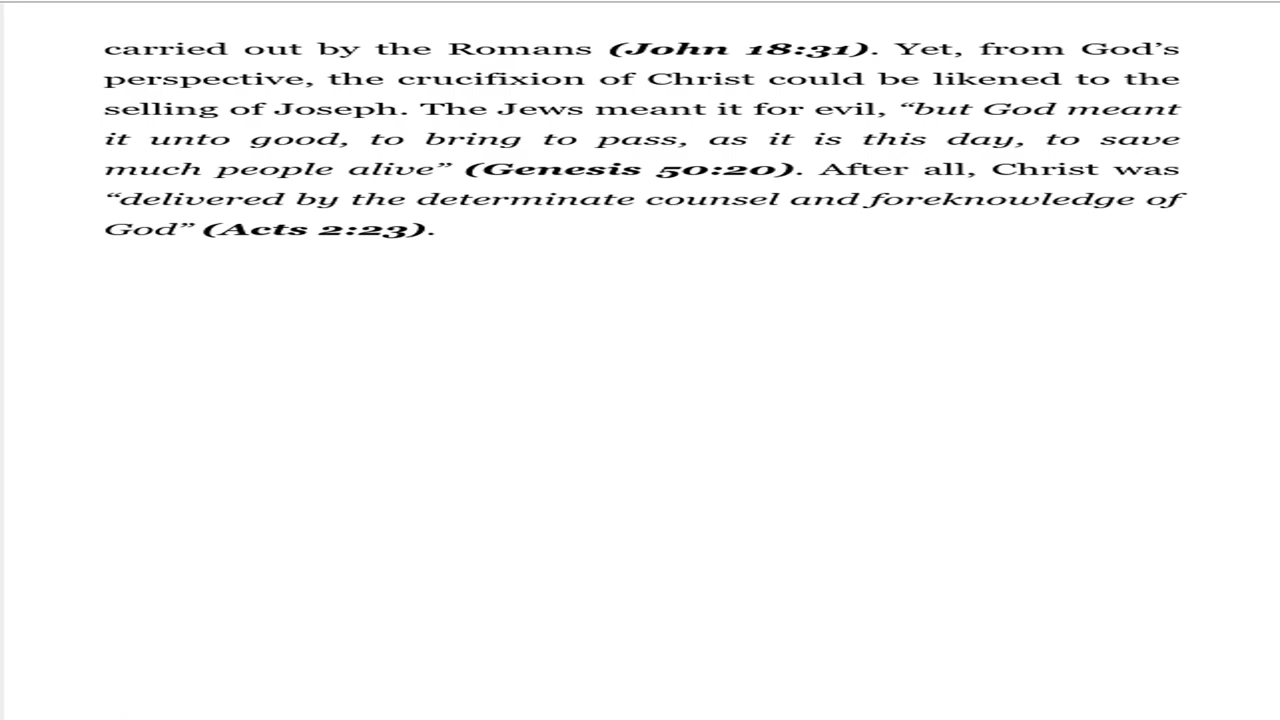 carried out by the Romans (John 18:31). Yet, from God’s
perspective, the crucifixion of Christ could be likened to the
selling of Joseph. The Jews meant it for evil, “but God meant
it unto good, to bring to pass, as it is this day, to save
much people alive” (Genesis 50:20). After all, Christ was
“delivered by the determinate counsel and foreknowledge of
God” (Acts 2:23).